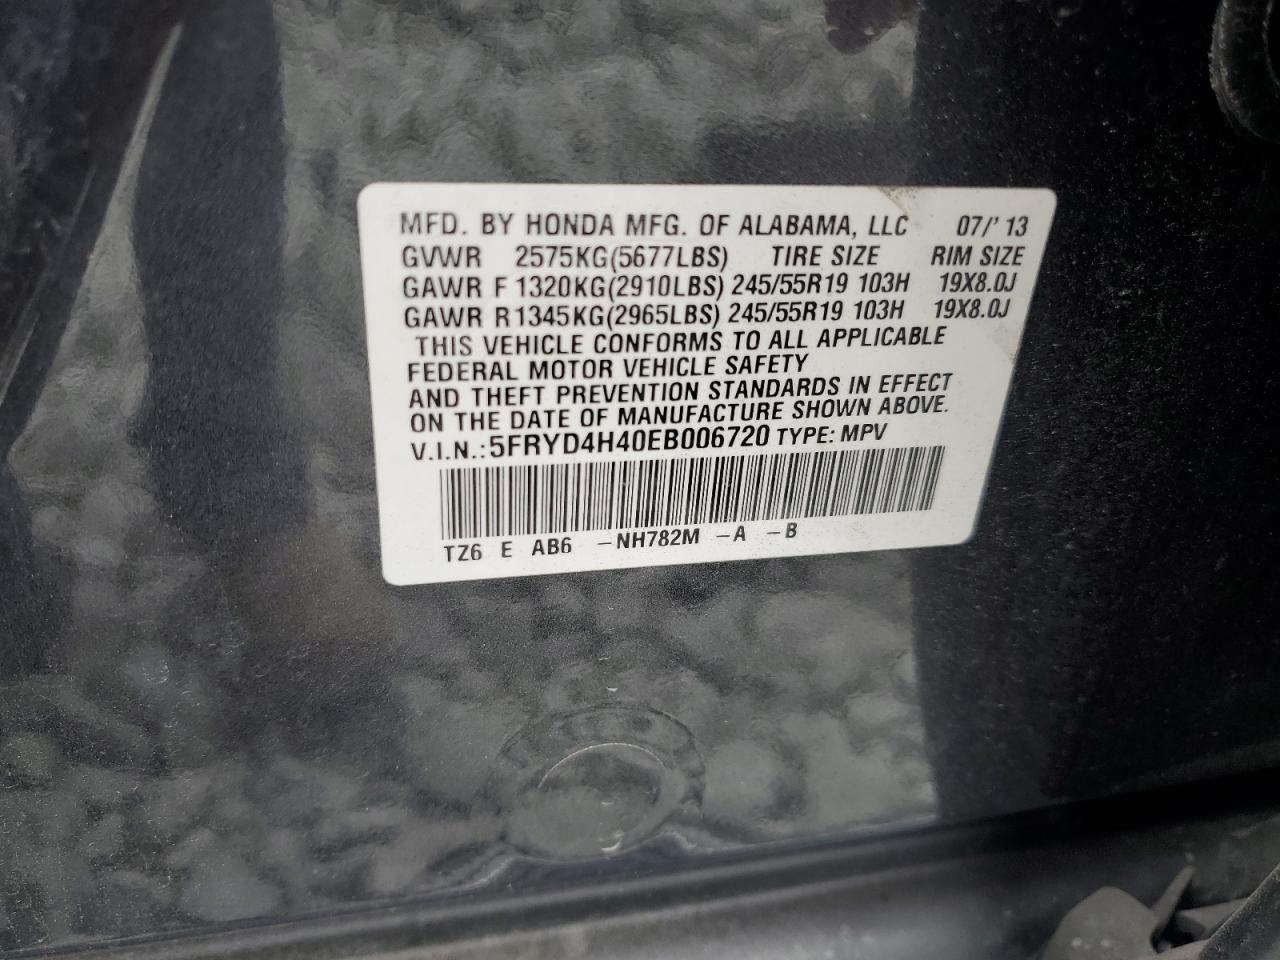 MFD. BY HONDA MFG. OF ALABAMA, LLC 07/'13
GVWR 2575KG(5677LBS) TIRE SIZE RIM SIZE
GAWR F 1320KG(2910LBS) 245/55R19 103H 19X8.0J
GAWR R1345KG(2965LBS) 245/55R19 103H 19X8.0J
THIS VEHICLE CONFORMS TO ALL APPLICABLE
FEDERAL MOTOR VEHICLE SAFETY
AND THEFT PREVENTION STANDARDS IN EFFECT
ON THE DATE OF MANUFACTURE SHOWN ABOVE.
V.I.N.:5FRYD4H40EB006720 TYPE: MPV
TZ6 E AB6 -NH782M -A -B